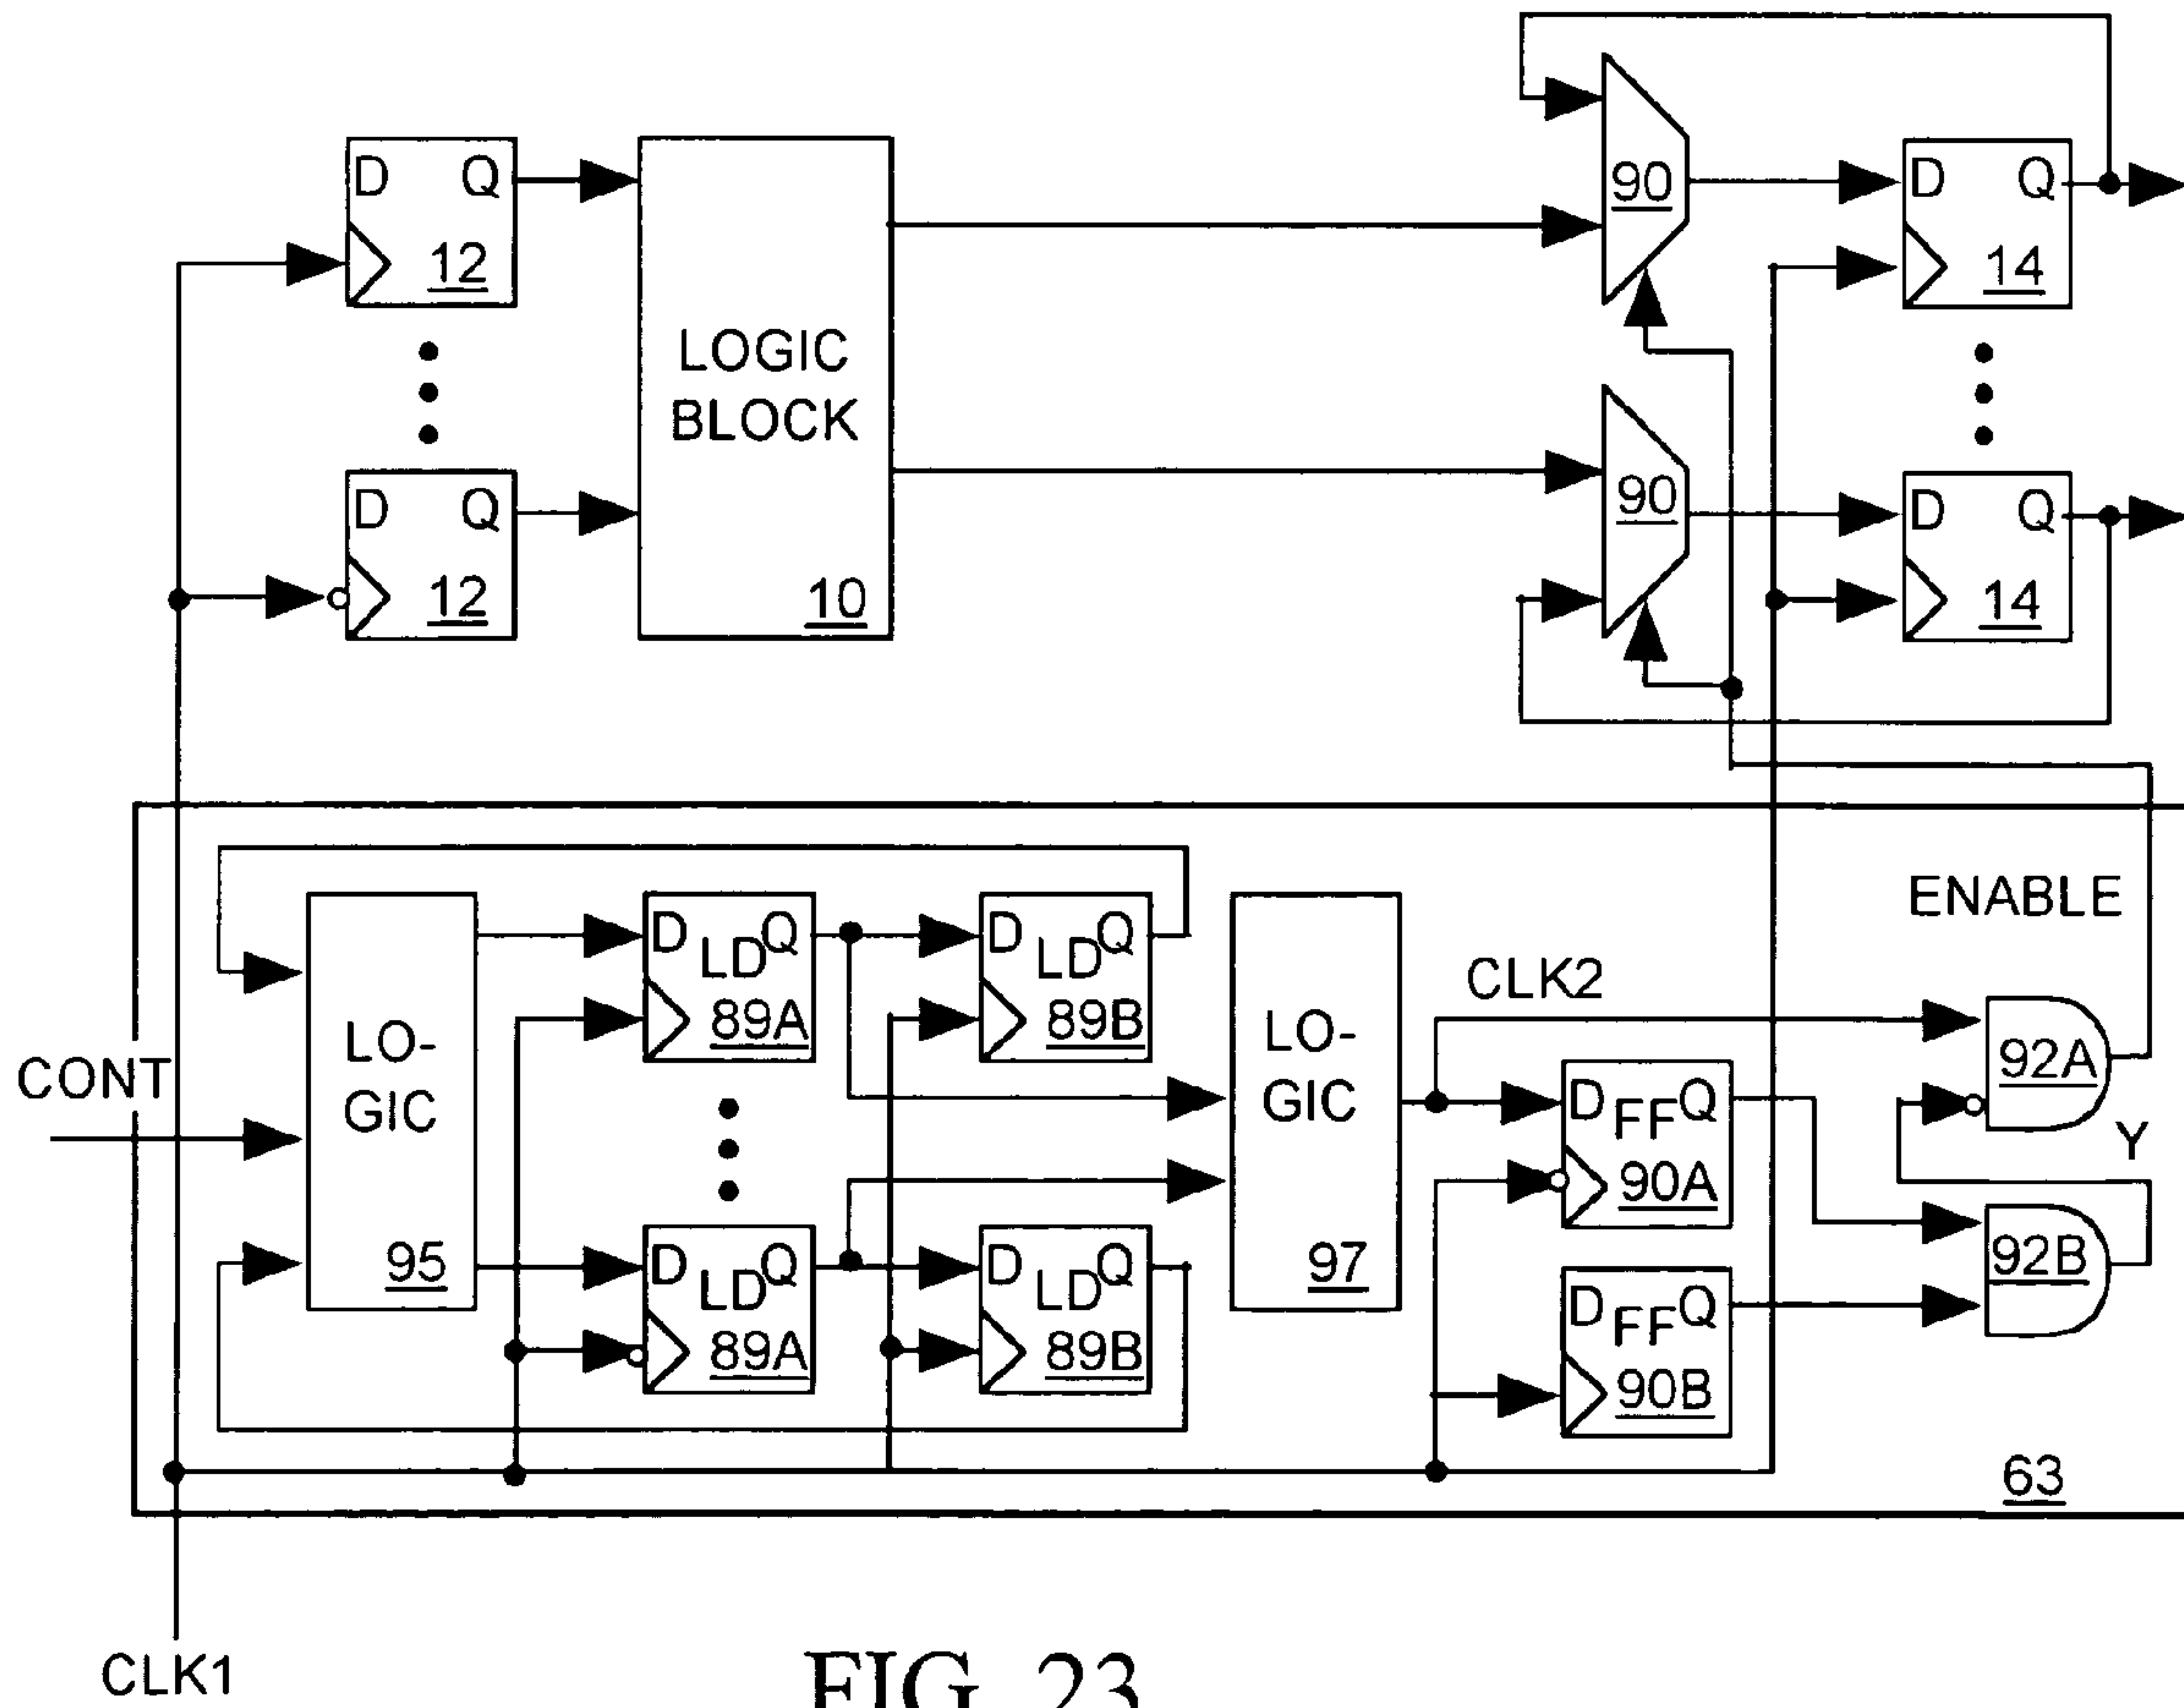 D Q
12
LOGIC
BLOCK
10
D Q
12
90
D Q
14
90
D Q
14
ENABLE
CONT
LO-
GIC
95
D LD Q
89A
D LD Q
89B
D LD Q
89A
D LD Q
89B
LO-
GIC
97
CLK2
D FF Q
90A
D FF Q
90B
92A
Y
92B
63
CLK1
FIG. 23